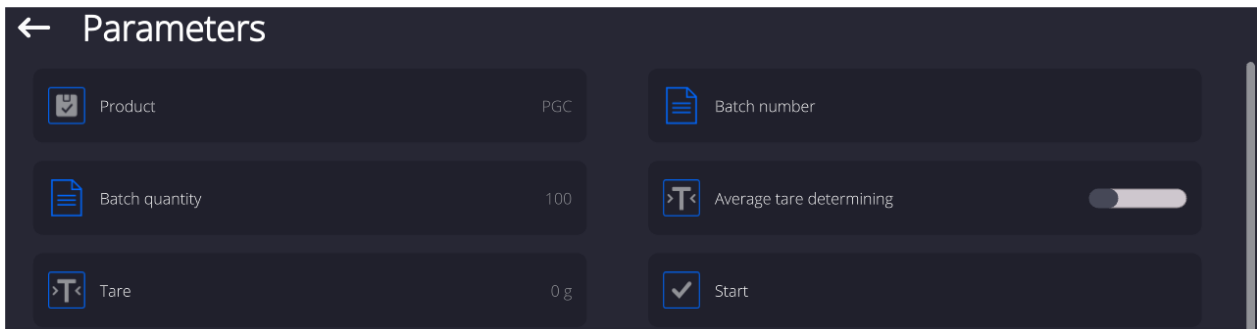 Parameters
Product PGC
Batch number
Batch quantity 100
>T< Average tare determining
>T< Tare 0 g
Start